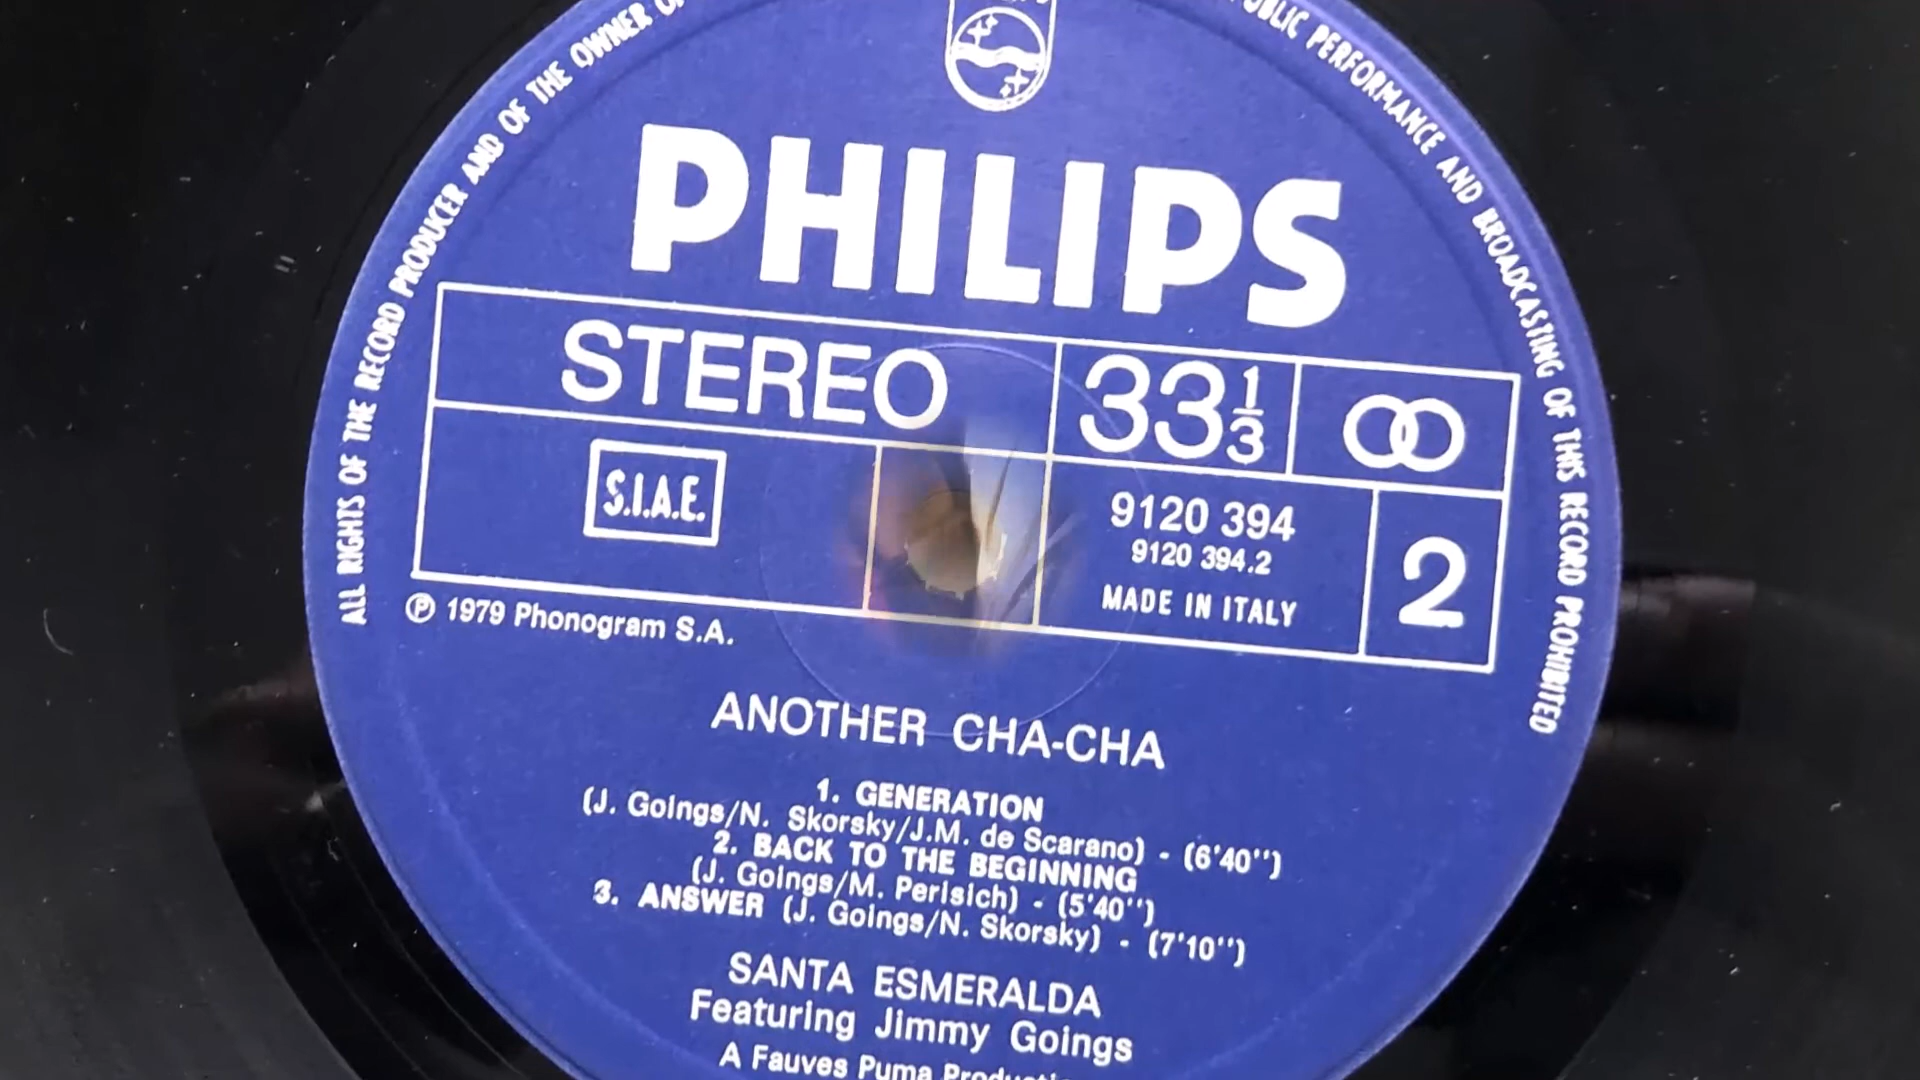 ALL RIGHTS OF THE RECORD PRODUCER AND OF THE OWNER
PUBLIC PERFORMANCE AND BROADCASTING OF THIS RECORD PROHIBITED
PHILIPS
STEREO
33 1/3
S.I.A.E.
9120 394
9120 394.2
MADE IN ITALY
2
Ⓟ 1979 Phonogram S.A.
ANOTHER CHA-CHA
1. GENERATION
(J. Goings/N. Skorsky/J.M. de Scarano) - (6'40'')
2. BACK TO THE BEGINNING
(J. Goings/M. Perisich) - (5'40'')
3. ANSWER (J. Goings/N. Skorsky) - (7'10'')
SANTA ESMERALDA
Featuring Jimmy Goings
A Fauves Puma